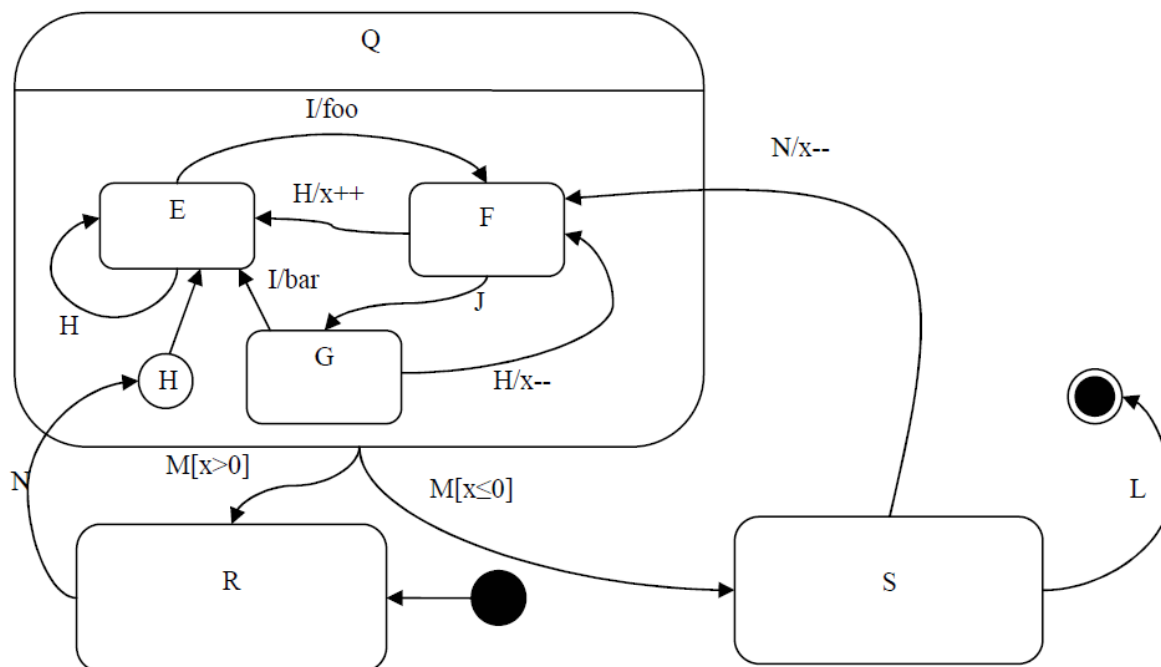 Q
I/foo
N/x--
E
H/x++
F
I/bar
J
H
G
H
H/x--
M[x>0]
N
M[x≤0]
L
R
S